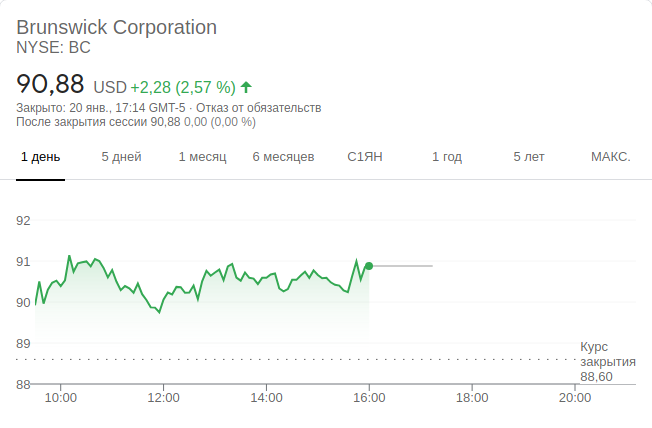 Brunswick Corporation
NYSE: BC
90,88 USD +2,28 (2,57 %)
Закрыто: 20 янв., 17:14 GMT-5 · Отказ от обязательств
После закрытия сессии 90,88 0,00 (0,00 %)
1 день 5 дней 1 месяц 6 месяцев С1ЯН 1 год 5 лет МАКС.
92
91
90
89
Курс
закрытия
88,60
88
10:00 12:00 14:00 16:00 18:00 20:00